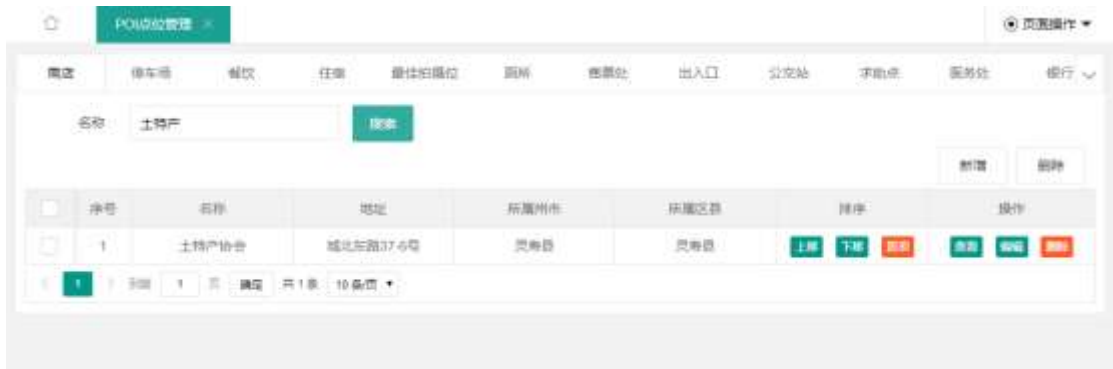 POI点位管理 ×
页面操作
商店 停车场 餐饮 住宿 最佳拍摄位 厕所 售票处 出入口 公交站 求助点 医务处 银行
名称 土特产 搜索
新增 删除
序号 名称 地址 所属州市 所属区县 排序 操作
1 土特产协会 城北东路37-6号 灵寿县 灵寿县 上移 下移 查看 编辑 删除
1 到第 1 页 确定 共1条 10条/页